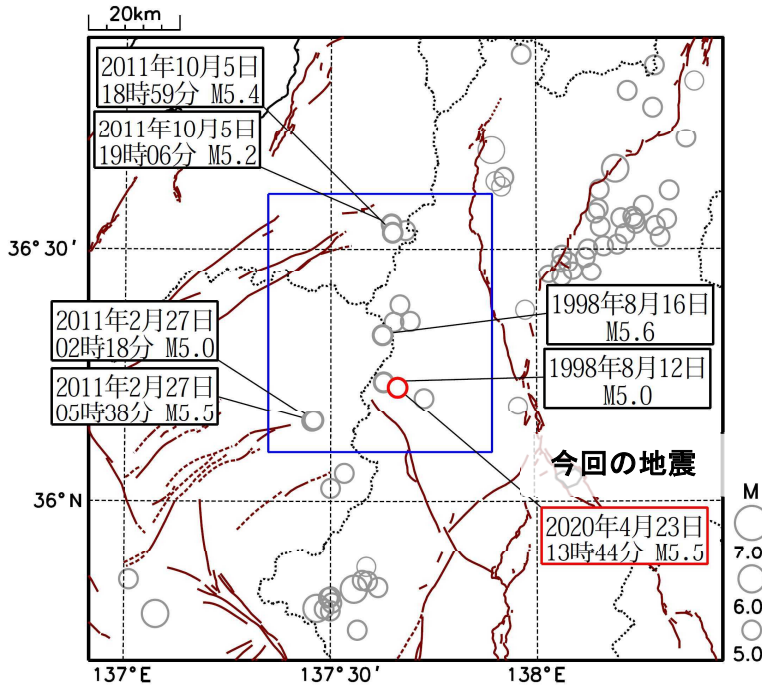 20km
2011年10月5日
18時59分 M5.4
2011年10月5日
19時06分 M5.2
36°30′
2011年2月27日
02時18分 M5.0
2011年2月27日
05時38分 M5.5
1998年8月16日
M5.6
1998年8月12日
M5.0
今回の地震
36°N
2020年4月23日
13時44分 M5.5
M
7.0
6.0
5.0
137°E
137°30′
138°E